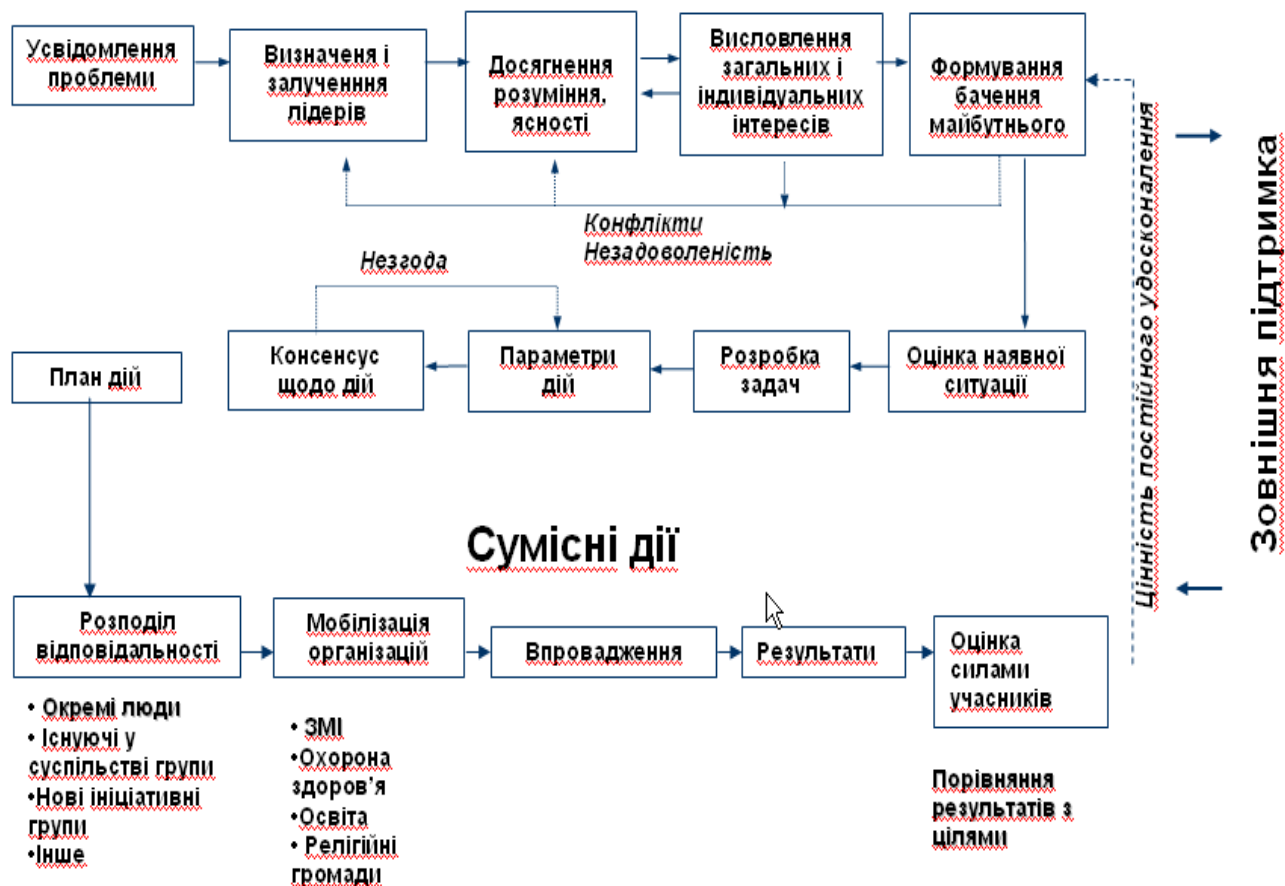 Усвідомлення
проблеми
Визначеня і
залученння
лідерів
Досягнення
розуміння,
ясності
Висловлення
загальних і
індивідуальних
інтересів
Формування
бачення
майбутнього
Конфлікти
Незадоволеність
Незгода
План дій
Консенсус
щодо дій
Параметри
дій
Розробка
задач
Оцінка наявної
ситуації
Цінність постійного удосконалення
Зовнішня підтримка
Сумісні дії
Розподіл
відповідальності
Мобілізація
організацій
Впровадження
Результати
Оцінка
силами
учасників
• Окремі люди
• Існуючі у
суспільстві групи
•Нові ініціативні
групи
•Інше
• ЗМІ
•Охорона
здоров’я
•Освіта
• Релігійні
громади
Порівняння
результатів з
цілями